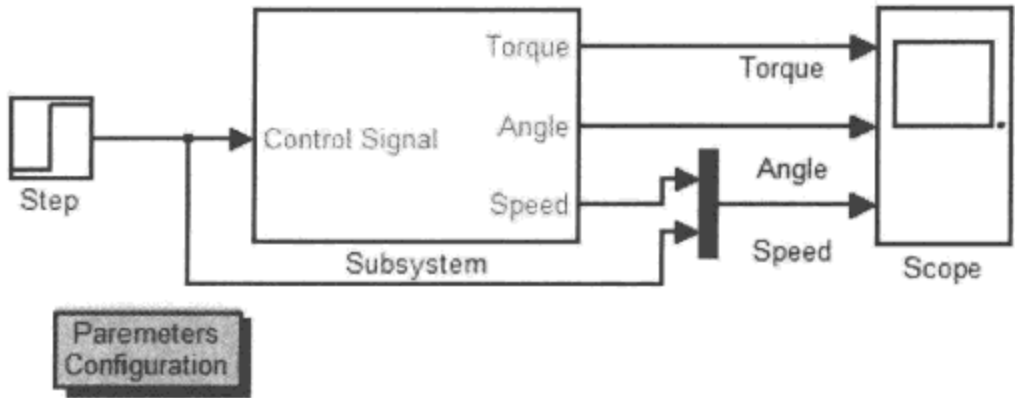 Torque
Torque
Control Signal
Angle
Angle
Step
Speed
Speed
Subsystem
Scope
Paremeters
Configuration